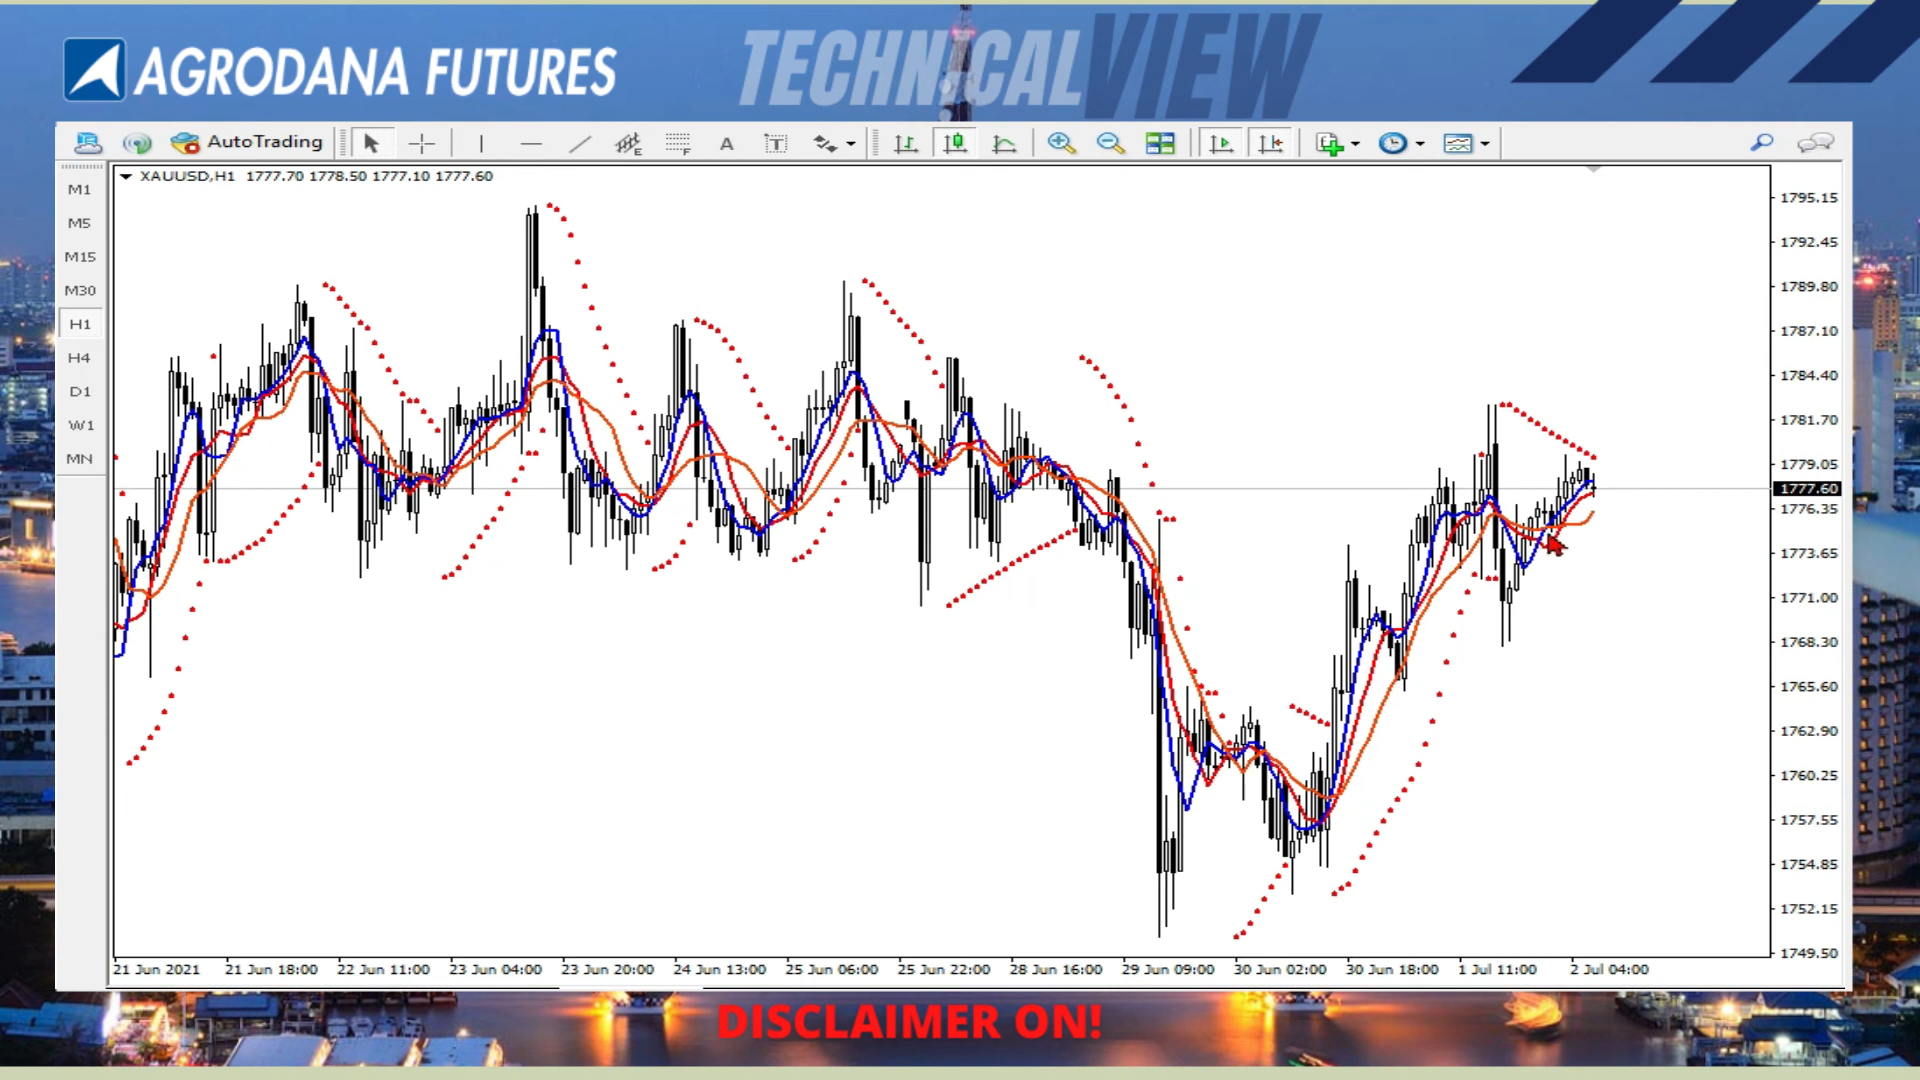 AGRODANA FUTURES
TECHNICAL VIEW
AutoTrading
E
F
A
T
M1
M5
M15
M30
H1
H4
D1
W1
MN
XAUUSD,H1 1777.70 1778.50 1777.10 1777.60
1795.15
1792.45
1789.80
1787.10
1784.40
1781.70
1779.05
1777.60
1776.35
1773.65
1771.00
1768.30
1765.60
1762.90
1760.25
1757.55
1754.85
1752.15
1749.50
21 Jun 2021 21 Jun 18:00 22 Jun 11:00 23 Jun 04:00 23 Jun 20:00 24 Jun 13:00 25 Jun 06:00 25 Jun 22:00 28 Jun 16:00 29 Jun 09:00 30 Jun 02:00 30 Jun 18:00 1 Jul 11:00 2 Jul 04:00
DISCLAIMER ON!